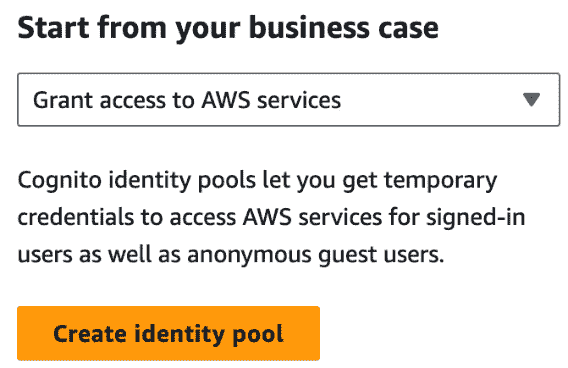 Start from your business case
Grant access to AWS services
Cognito identity pools let you get temporary
credentials to access AWS services for signed-in
users as well as anonymous guest users.
Create identity pool